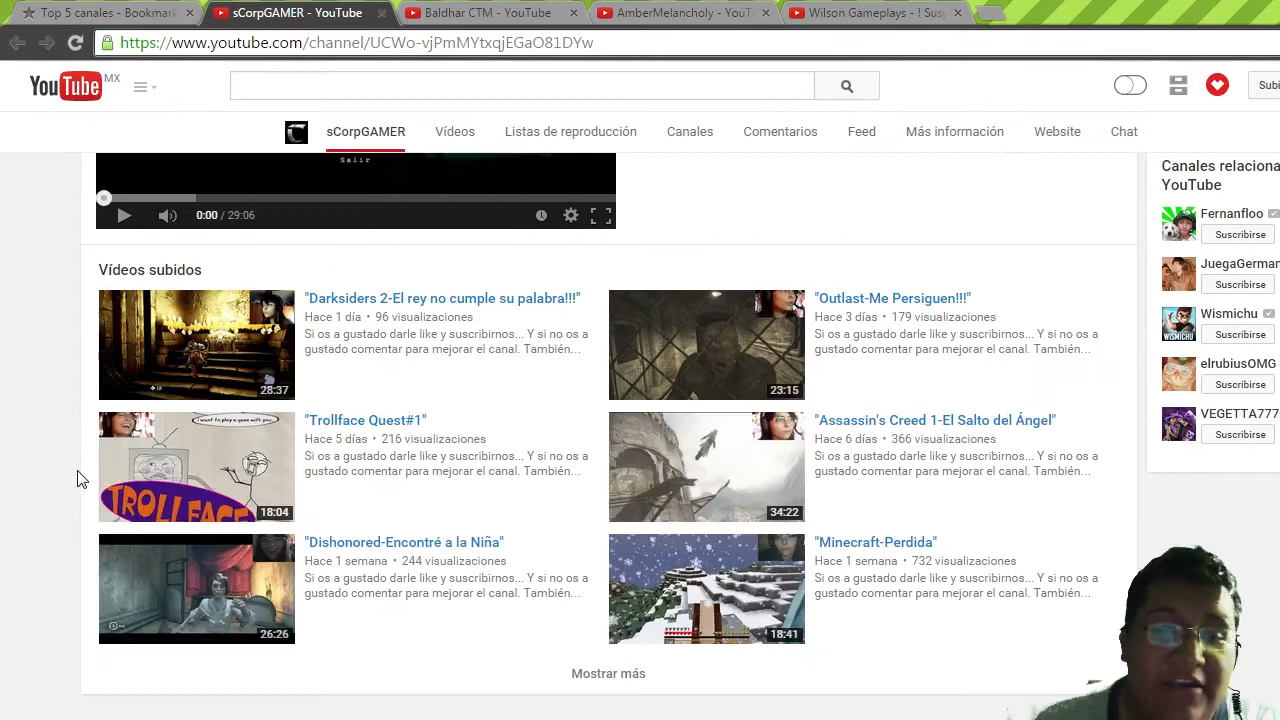 Top 5 canales - Bookmark
sCorpGAMER - YouTube
Baldhar CTM - YouTube
AmberMelancholy - YouT
Wilson Gameplays - ! Sus
https://www.youtube.com/channel/UCWo-vjPmMYtxqjEGaO81DYw
YouTube MX
Subi
sCorpGAMER
Vídeos
Listas de reproducción
Canales
Comentarios
Feed
Más información
Website
Chat
Salir
0:00 / 29:06
Vídeos subidos
28:37
"Darksiders 2-El rey no cumple su palabra!!!"
Hace 1 día • 96 visualizaciones
Si os a gustado darle like y suscribirnos... Y si no os a
gustado comentar para mejorar el canal. También...
23:15
"Outlast-Me Persiguen!!!"
Hace 3 días • 179 visualizaciones
Si os a gustado darle like y suscribirnos... Y si no os a
gustado comentar para mejorar el canal. También...
I want to play a game with you.
TROLLFACE
18:04
"Trollface Quest#1"
Hace 5 días • 216 visualizaciones
Si os a gustado darle like y suscribirnos... Y si no os a
gustado comentar para mejorar el canal. También...
34:22
"Assassin's Creed 1-El Salto del Ángel"
Hace 6 días • 366 visualizaciones
Si os a gustado darle like y suscribirnos... Y si no os a
gustado comentar para mejorar el canal. También...
26:26
"Dishonored-Encontré a la Niña"
Hace 1 semana • 244 visualizaciones
Si os a gustado darle like y suscribirnos... Y si no os a
gustado comentar para mejorar el canal. También...
18:41
"Minecraft-Perdida"
Hace 1 semana • 732 visualizaciones
Si os a gustado darle like y suscribirnos... Y si no os a
gustado comentar para mejorar el canal. También...
Mostrar más
Canales relaciona
YouTube
Fernanfloo
Suscribirse
JuegaGerman
Suscribirse
Wismichu
WISMICHU
Suscribirse
elrubiusOMG
Suscribirse
VEGETTA777
Suscribirse